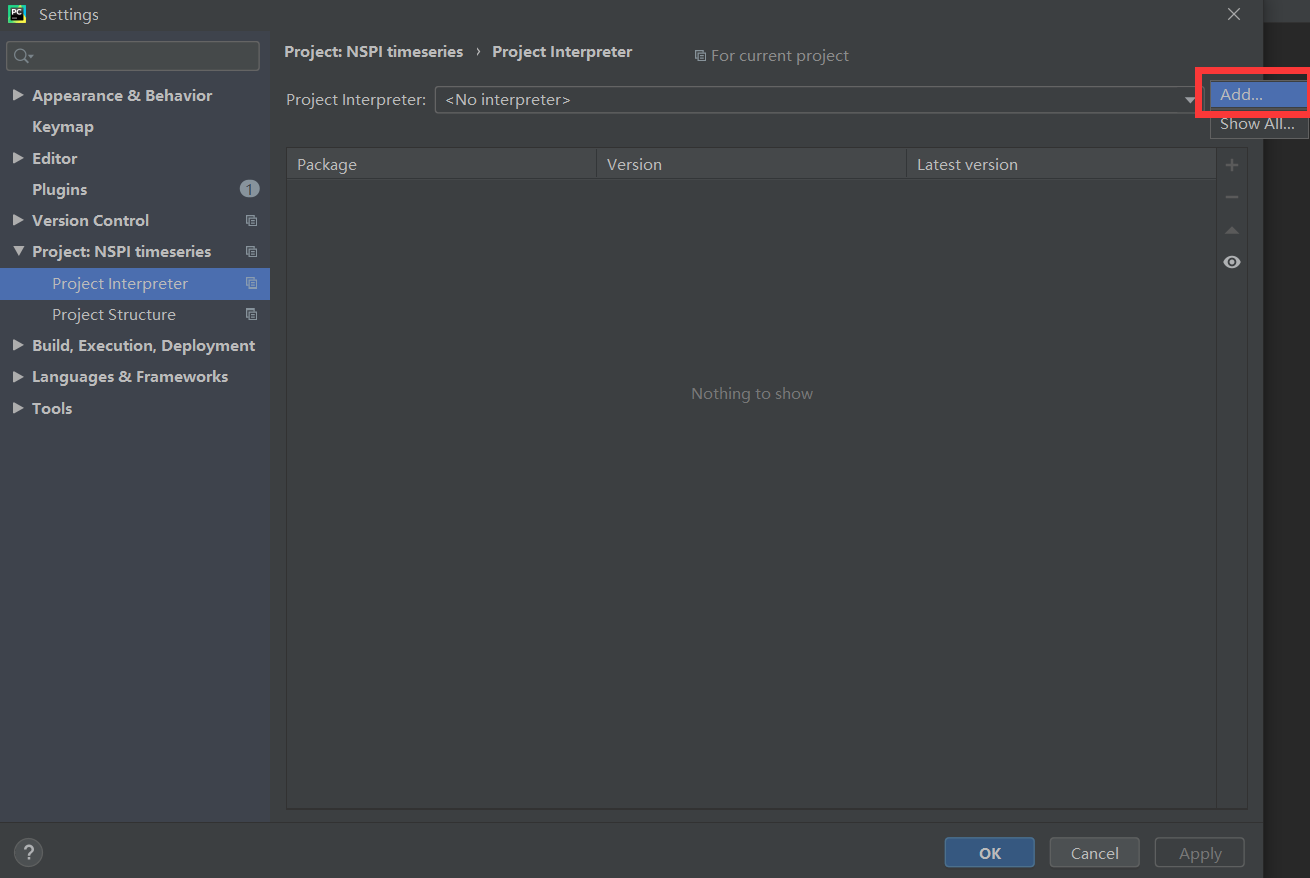 PC Settings
Project: NSPI timeseries › Project Interpreter For current project
Project Interpreter: <No interpreter>
Add...
Show All...
Appearance & Behavior
Keymap
Editor
Plugins 1
Version Control
Project: NSPI timeseries
Project Interpreter
Project Structure
Build, Execution, Deployment
Languages & Frameworks
Tools
Package Version Latest version
Nothing to show
? OK Cancel Apply